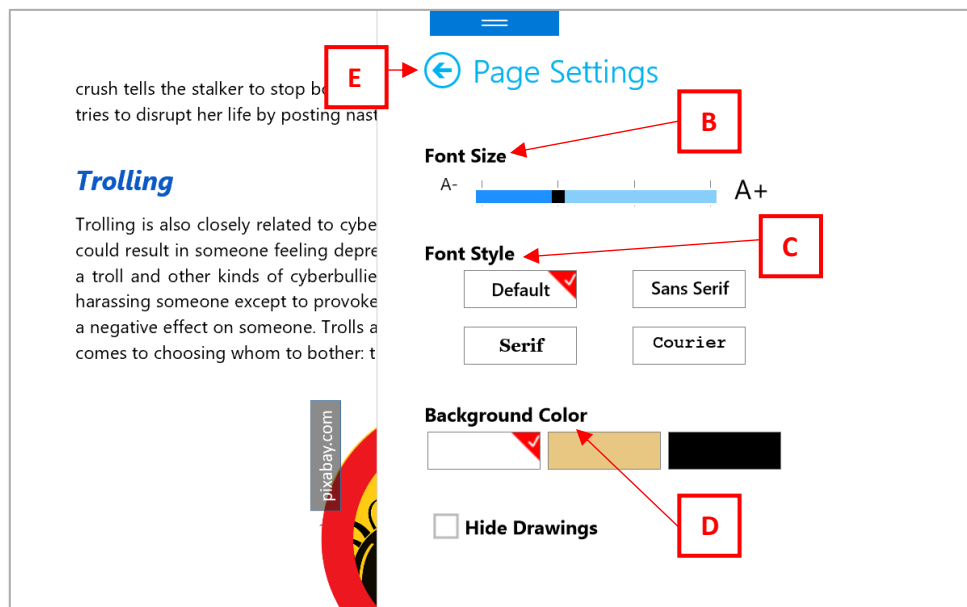 crush tells the stalker to stop
tries to disrupt her life by posting nast
Trolling
Trolling is also closely related to cybe
could result in someone feeling depre
a troll and other kinds of cyberbullie
harassing someone except to provoke
a negative effect on someone. Trolls a
comes to choosing whom to bother: t
pixabay.com
E
Page Settings
B
Font Size
A- A+
C
Font Style
Default Sans Serif
Serif Courier
Background Color
D
Hide Drawings